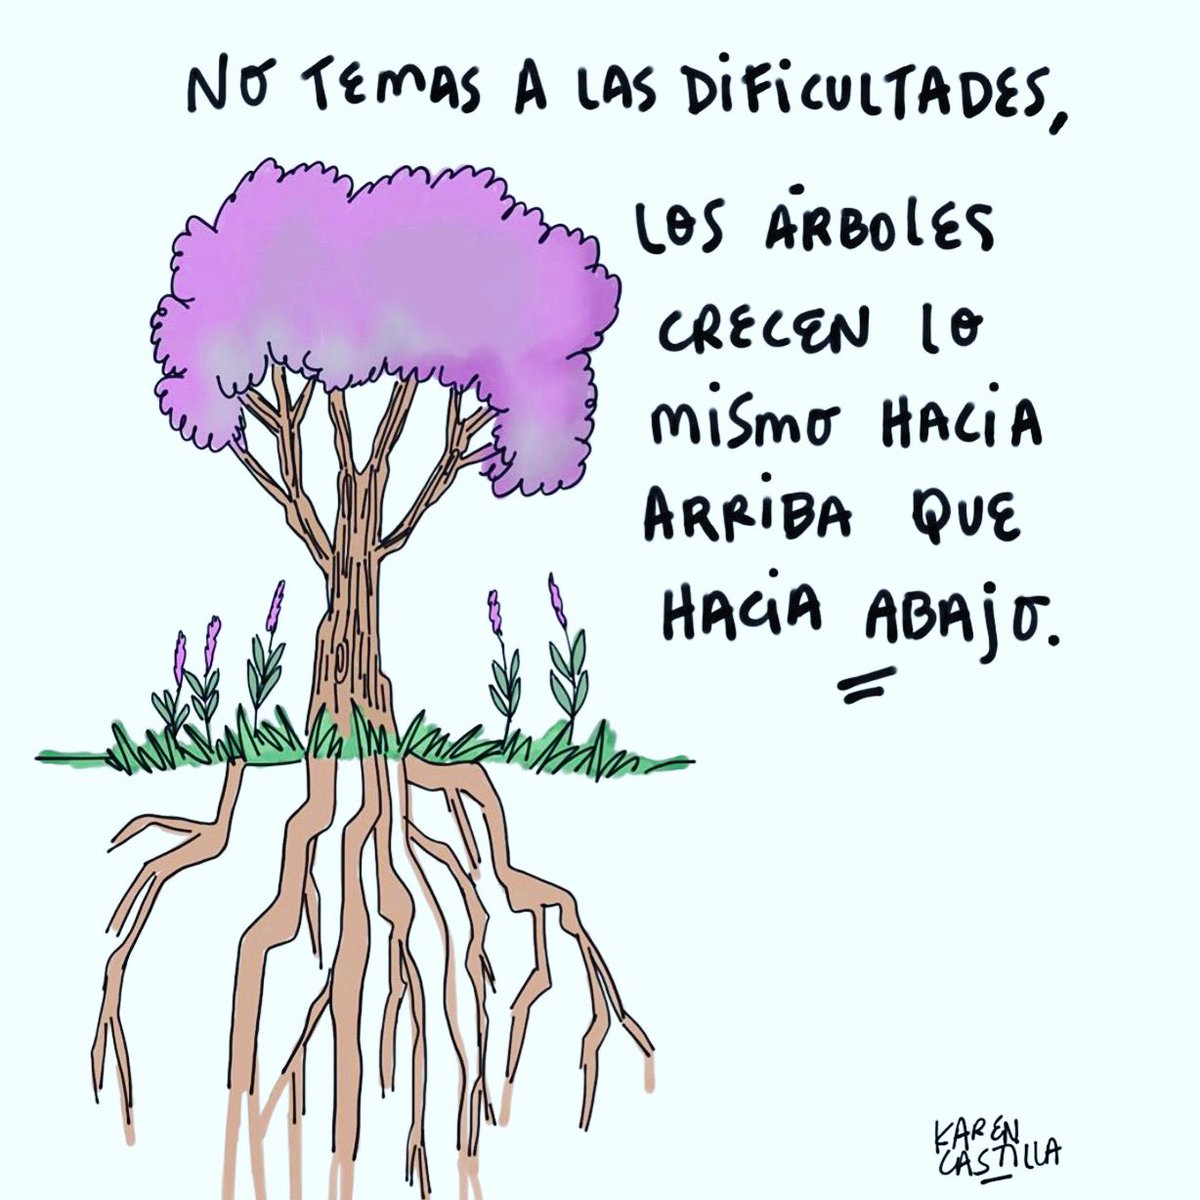 NO TEMAS A LAS DIFICULTADES,
LOS ÁRBOLES
CRECEN LO
MISMO HACIA
ARRIBA QUE
HACIA ABAJO.
KAREN
CASTILLA